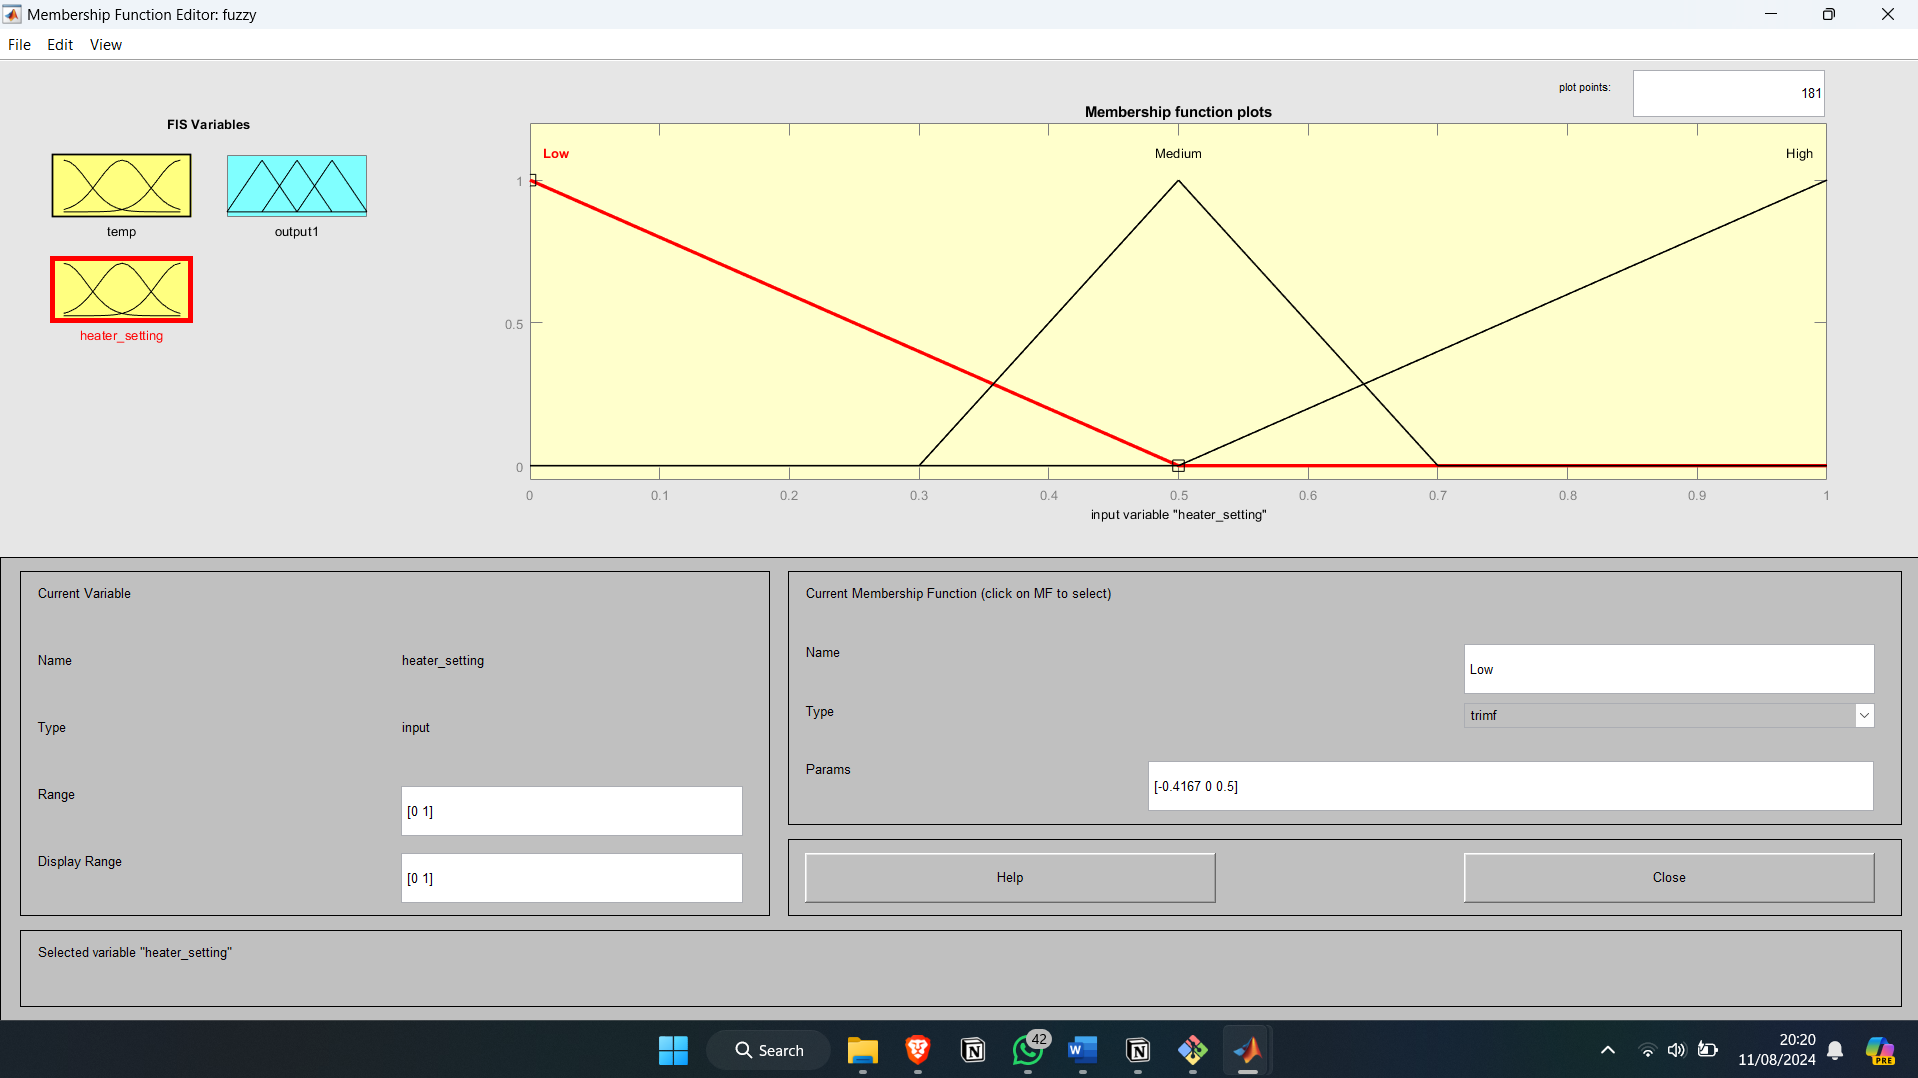 Membership Function Editor: fuzzy
File Edit View
plot points:
181
FIS Variables
temp
output1
heater_setting
Membership function plots
Low
Medium
High
1
0.5
0
0 0.1 0.2 0.3 0.4 0.5 0.6 0.7 0.8 0.9 1
input variable "heater_setting"
Current Variable
Name heater_setting
Type input
Range [0 1]
Display Range [0 1]
Current Membership Function (click on MF to select)
Name Low
Type trimf
Params [-0.4167 0 0.5]
Help
Close
Selected variable "heater_setting"
Search
42
20:20
11/08/2024
PRE